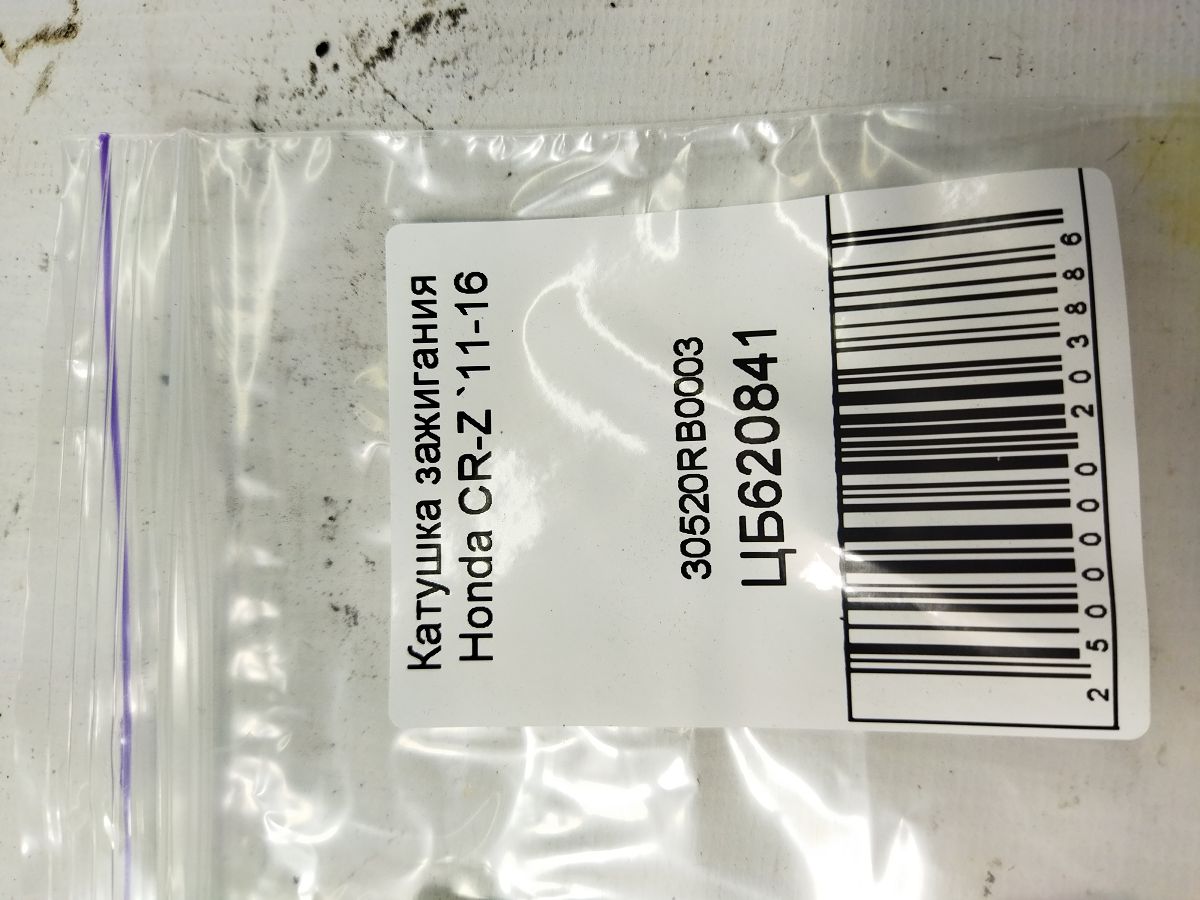 Катушка зажигания
Honda CR-Z `11-16
30520RB0003
ЦБ620841
2500000203886